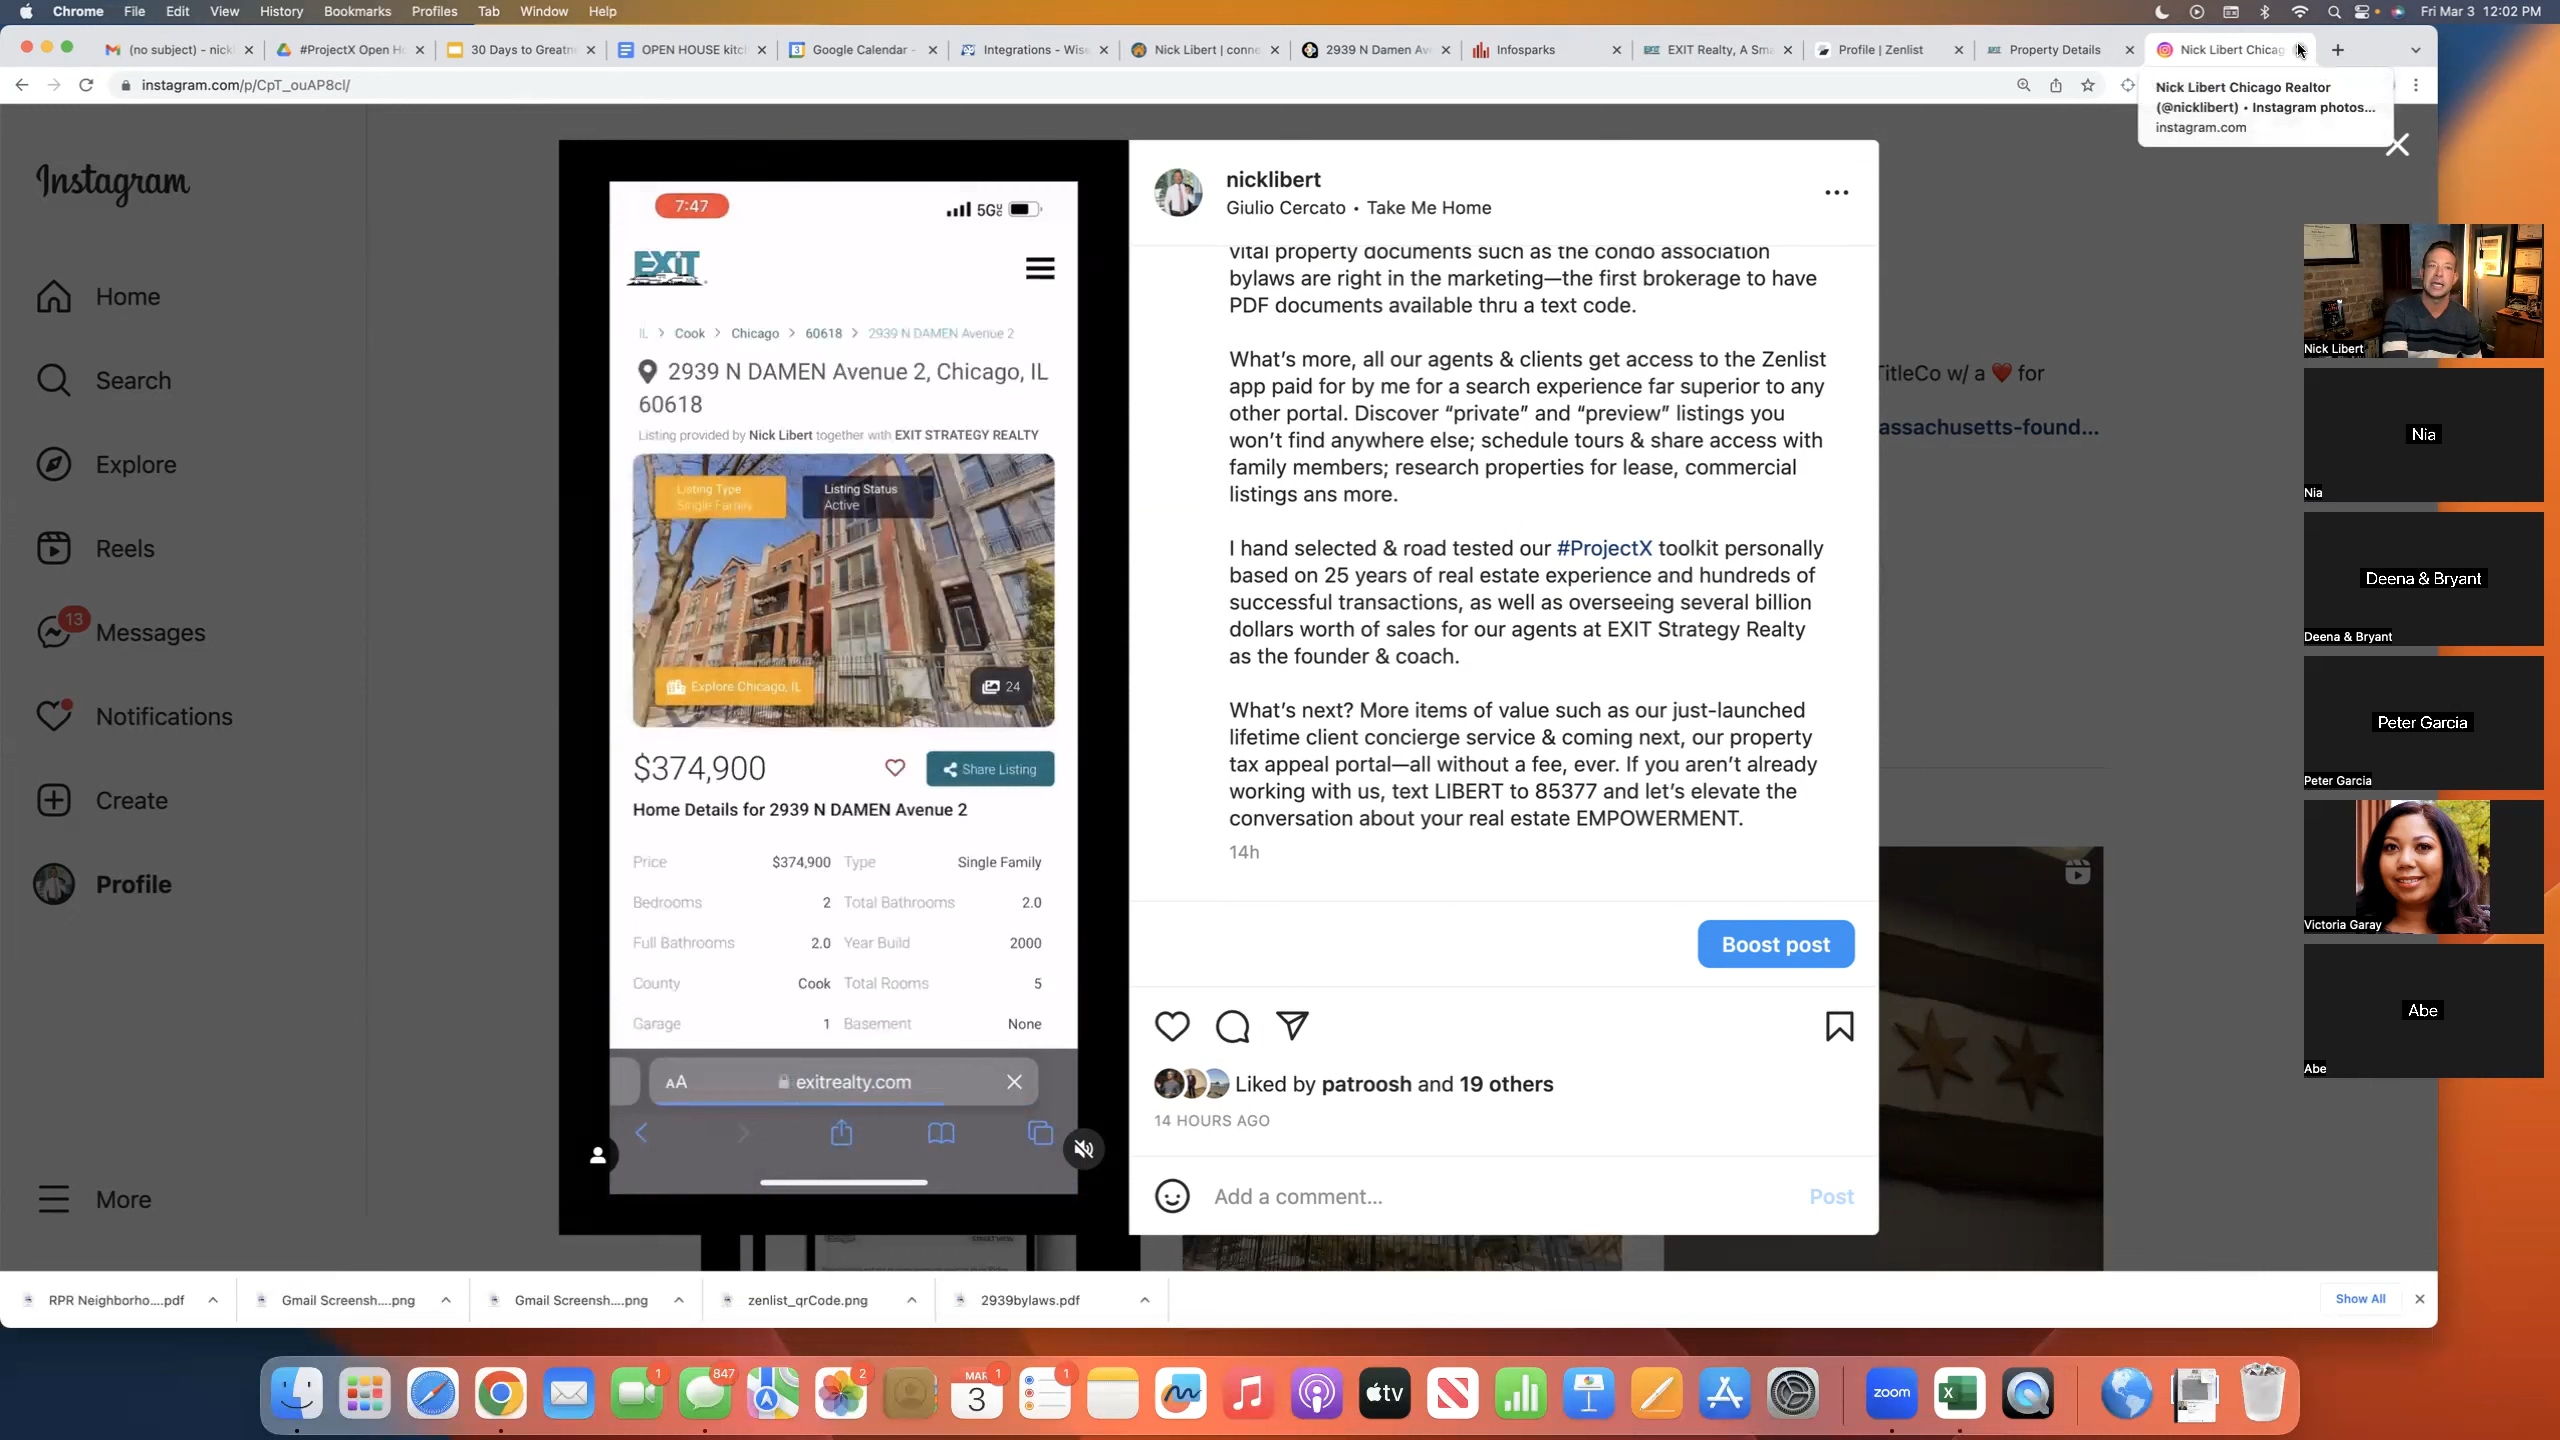 Chrome File Edit View History Bookmarks Profiles Tab Window Help
Fri Mar 3 12:02 PM
(no subject) - nickl
#ProjectX Open H
30 Days to Greatn
OPEN HOUSE kitc
Google Calendar -
Integrations - Wise
Nick Libert | conne
2939 N Damen Av
Infosparks
EXIT Realty, A Sma
Profile | Zenlist
Property Details
Nick Libert Chicag
instagram.com/p/CpT_ouAP8cl/
Nick Libert Chicago Realtor
(@nicklibert) • Instagram photos...
instagram.com
Instagram
Home
Search
Explore
Reels
13
Messages
Notifications
Create
Profile
More
7:47
5G
EXIT
IL > Cook > Chicago > 60618 > 2939 N DAMEN Avenue 2
2939 N DAMEN Avenue 2, Chicago, IL
60618
Listing provided by Nick Libert together with EXIT STRATEGY REALTY
Listing Type
Single Family
Listing Status
Active
Explore Chicago, IL
24
$374,900
Share Listing
Home Details for 2939 N DAMEN Avenue 2
Price $374,900 Type Single Family
Bedrooms 2 Total Bathrooms 2.0
Full Bathrooms 2.0 Year Build 2000
County Cook Total Rooms 5
Garage 1 Basement None
AA exitrealty.com
nicklibert
Giulio Cercato • Take Me Home
vital property documents such as the condo association
bylaws are right in the marketing—the first brokerage to have
PDF documents available thru a text code.
What's more, all our agents & clients get access to the Zenlist
app paid for by me for a search experience far superior to any
other portal. Discover “private” and “preview” listings you
won't find anywhere else; schedule tours & share access with
family members; research properties for lease, commercial
listings ans more.
I hand selected & road tested our #ProjectX toolkit personally
based on 25 years of real estate experience and hundreds of
successful transactions, as well as overseeing several billion
dollars worth of sales for our agents at EXIT Strategy Realty
as the founder & coach.
What's next? More items of value such as our just-launched
lifetime client concierge service & coming next, our property
tax appeal portal—all without a fee, ever. If you aren't already
working with us, text LIBERT to 85377 and let's elevate the
conversation about your real estate EMPOWERMENT.
14h
Boost post
Liked by patroosh and 19 others
14 HOURS AGO
Add a comment...
Post
TitleCo w/ a ❤️ for
assachusetts-found...
Nick Libert
Nia
Nia
Deena & Bryant
Deena & Bryant
Peter Garcia
Peter Garcia
Victoria Garay
Abe
Abe
RPR Neighborho....pdf
Gmail Screensh....png
Gmail Screensh....png
zenlist_qrCode.png
2939bylaws.pdf
Show All
1
847
2
MAR
3
1
1
tv
zoom
X